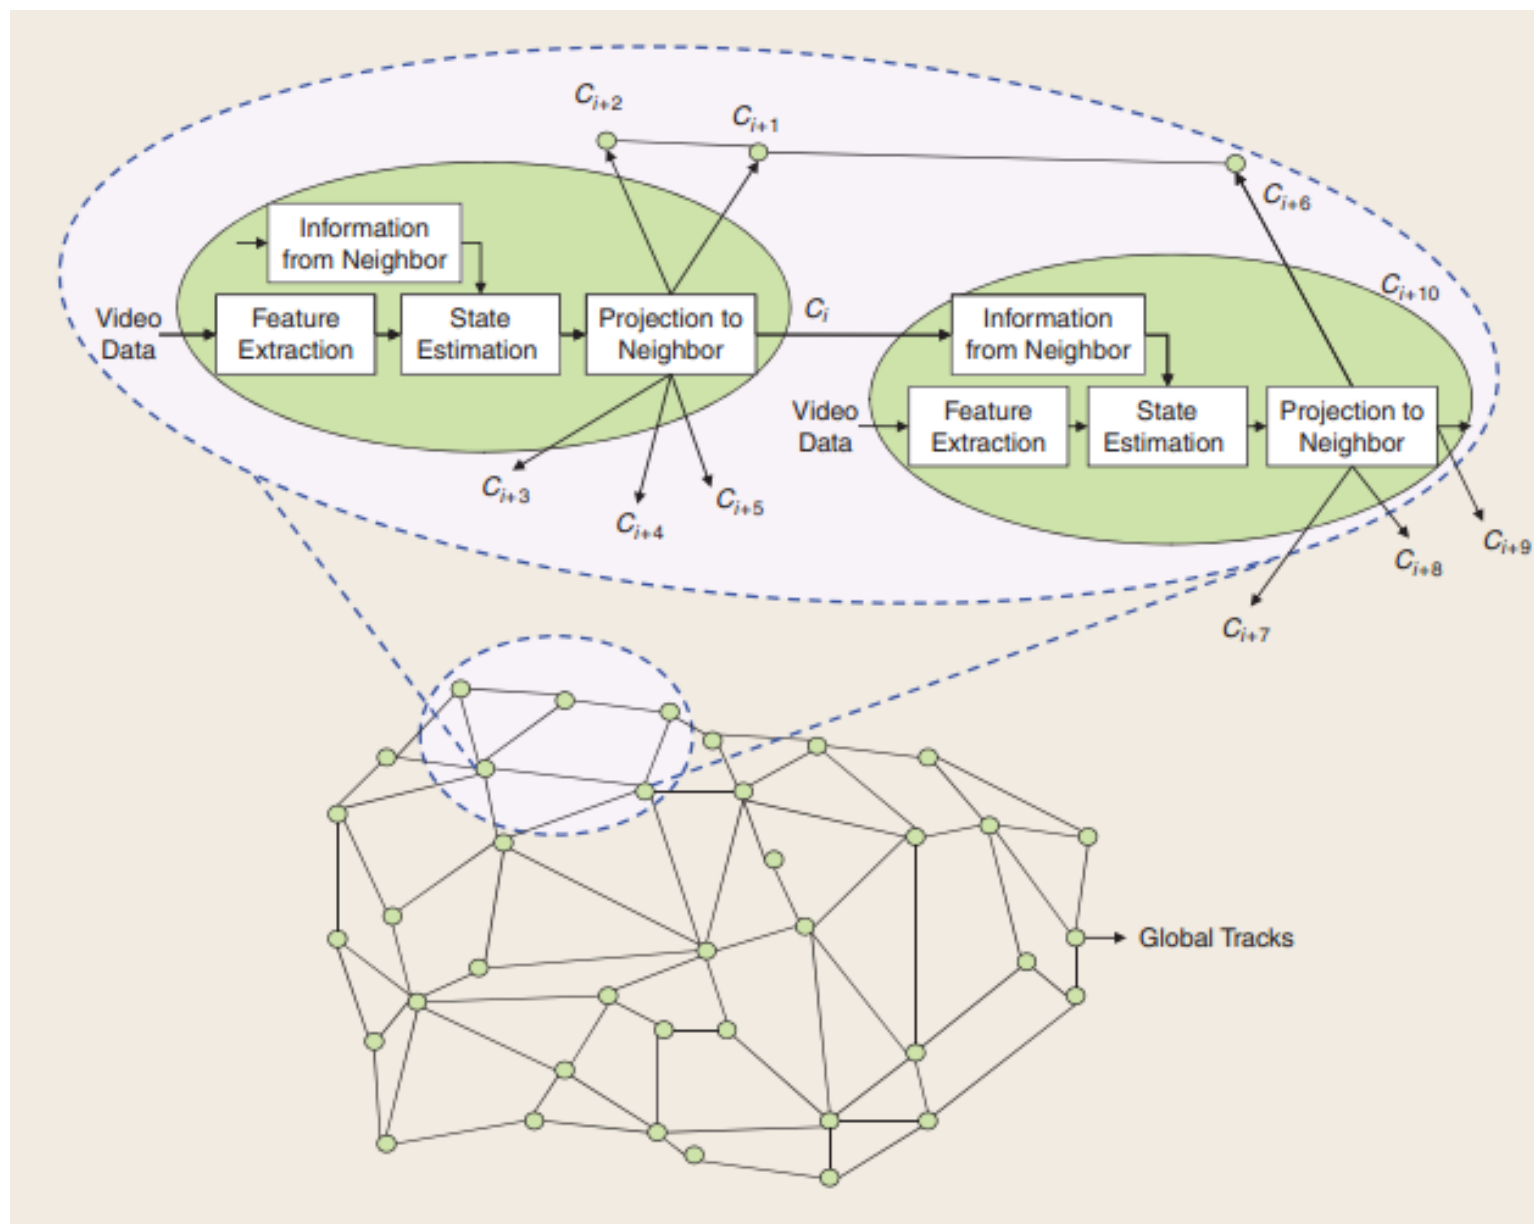 C_{i+2}
C_{i+1}
C_{i+6}
Information
from Neighbor
Video
Data
Feature
Extraction
State
Estimation
Projection to
Neighbor
C_i
C_{i+3}
C_{i+4}
C_{i+5}
C_{i+10}
Information
from Neighbor
Video
Data
Feature
Extraction
State
Estimation
Projection to
Neighbor
C_{i+9}
C_{i+8}
C_{i+7}
Global Tracks